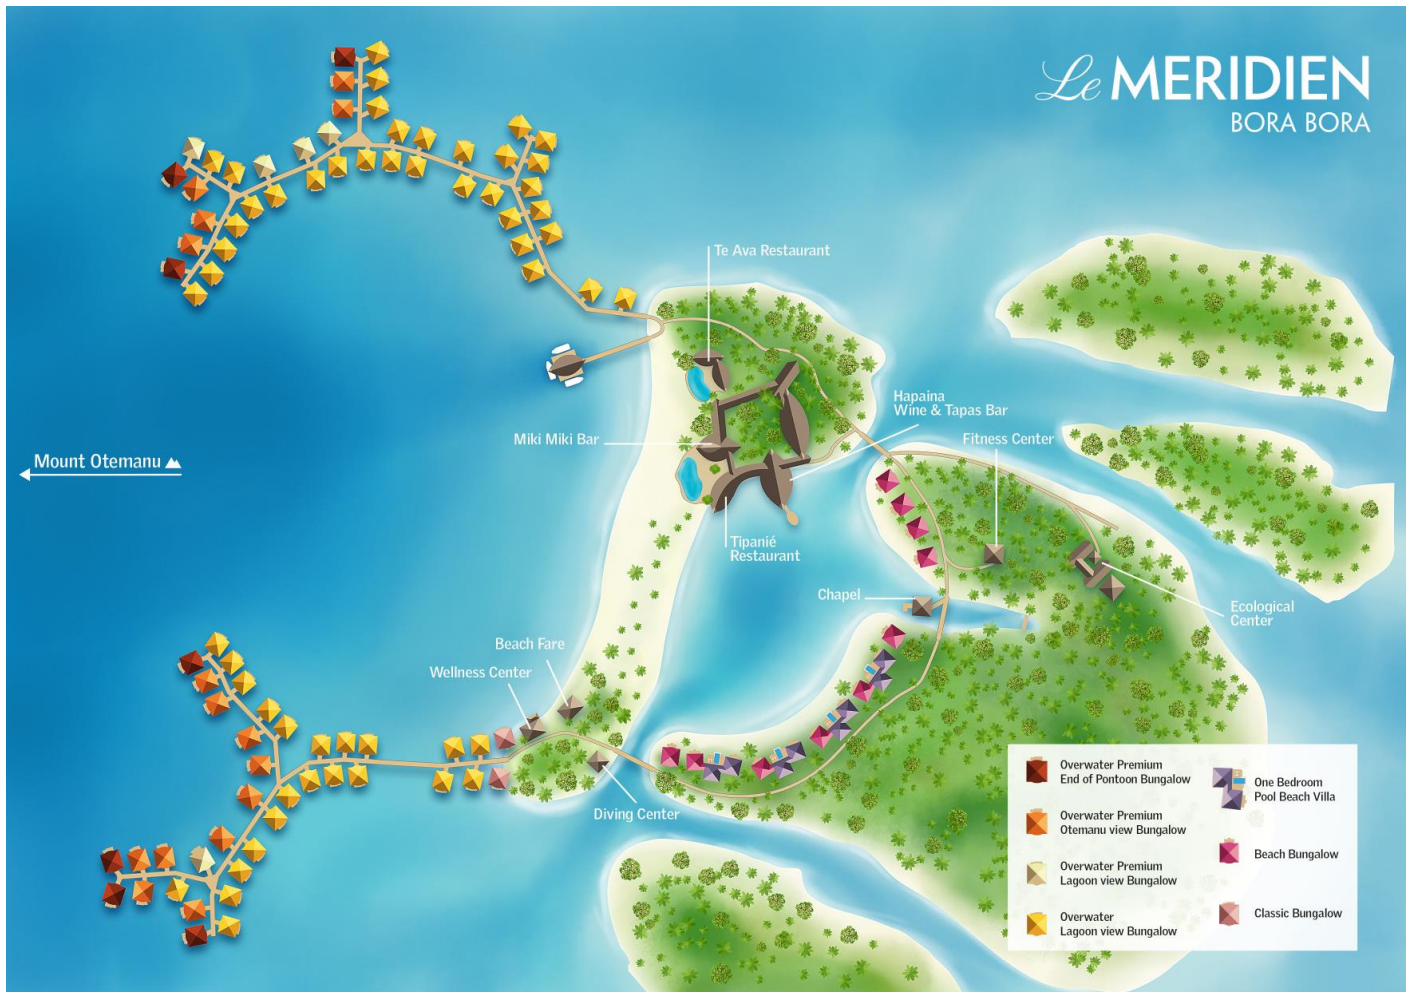 Le MERIDIEN
BORA BORA
Te Ava Restaurant
Hapaina
Wine & Tapas Bar
Miki Miki Bar
Fitness Center
Mount Otemanu
Tipanié
Restaurant
Chapel
Ecological
Center
Beach Fare
Wellness Center
Diving Center
Overwater Premium
End of Pontoon Bungalow
Overwater Premium
Otemanu view Bungalow
Overwater Premium
Lagoon view Bungalow
Overwater
Lagoon view Bungalow
One Bedroom
Pool Beach Villa
Beach Bungalow
Classic Bungalow